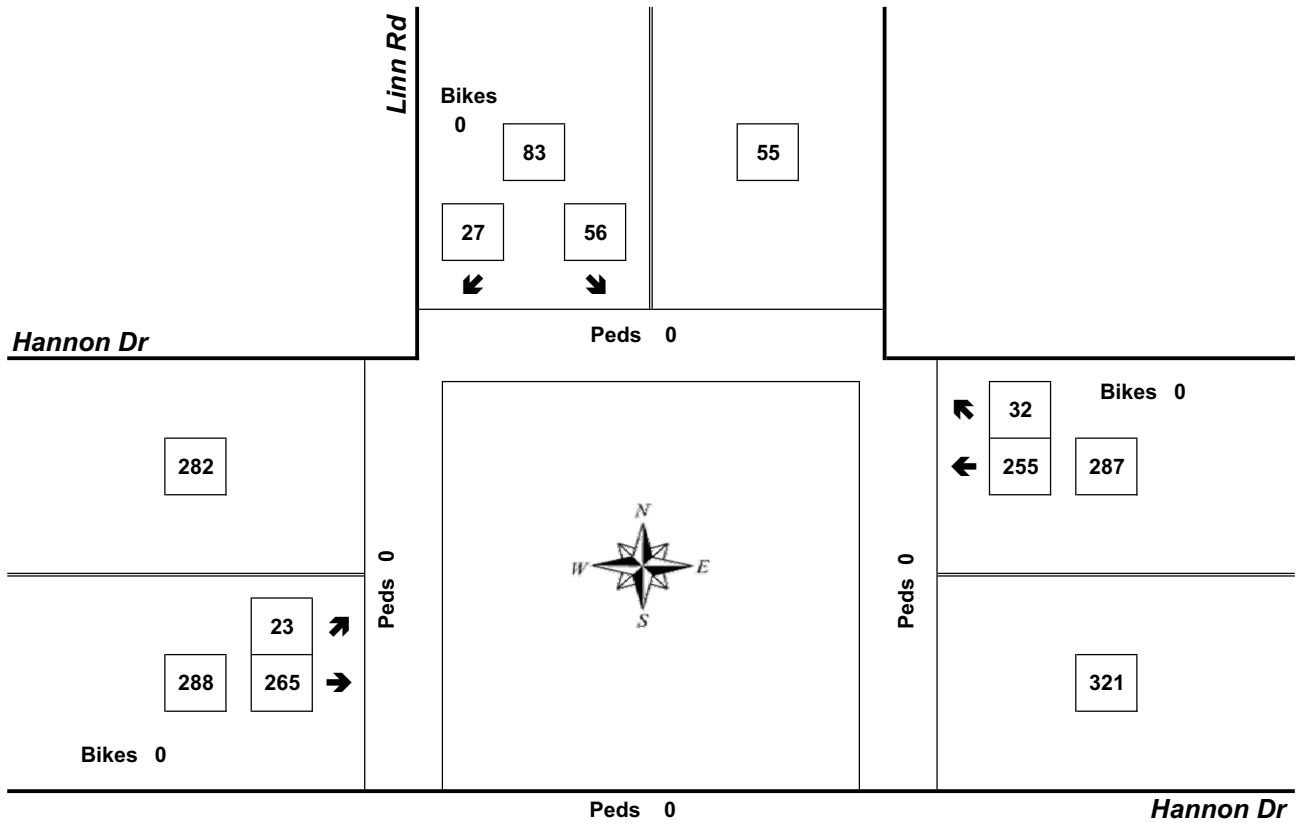 Linn Rd
Bikes
0
83
55
27
56
Peds 0
Hannon Dr
32
Bikes 0
282
255
287
N
W
E
S
Peds 0
Peds 0
23
288
265
321
Bikes 0
Peds 0
Hannon Dr